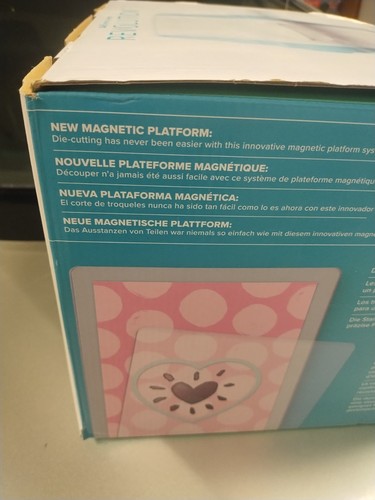 NEW MAGNETIC PLATFORM:
Die-cutting has never been easier with this innovative magnetic platform
NOUVELLE PLATEFORME MAGNÉTIQUE:
Découper n'a jamais été aussi facile avec ce système de plateforme
NUEVA PLATAFORMA MAGNÉTICA:
El corte de troqueles nunca ha sido tan fácil como lo es ahora con este innovador
NEUE MAGNETISCHE PLATTFORM:
Das Ausstanzen von Teilen war niemals so einfach wie mit diesem innovativen